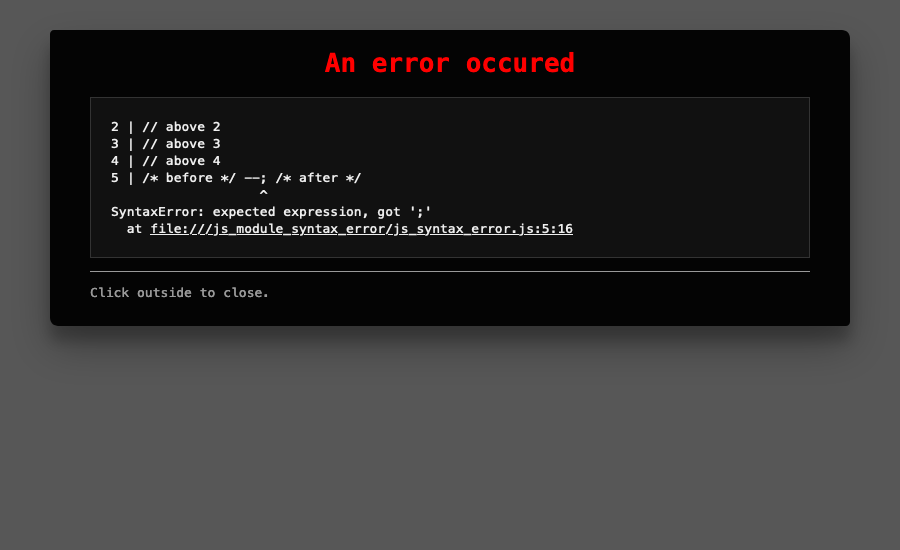 An error occured
2 | // above 2
3 | // above 3
4 | // above 4
5 | /* before */ --; /* after */
^
SyntaxError: expected expression, got ';'
at file:///js_module_syntax_error/js_syntax_error.js:5:16
Click outside to close.